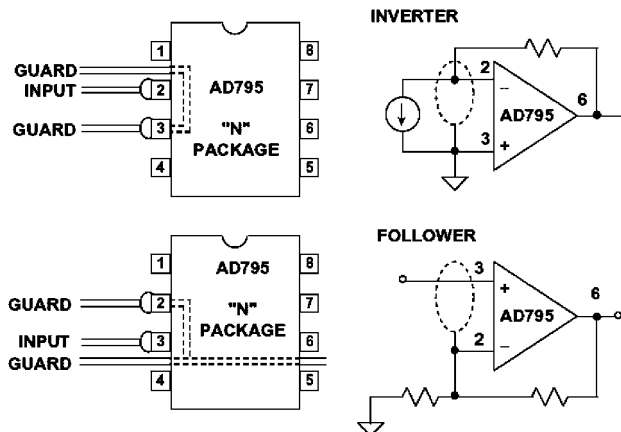 INVERTER
1
8
GUARD
INPUT
2
AD795
7
GUARD
3
"N"
PACKAGE
6
4
5
2
−
6
AD795
3
+
FOLLOWER
1
AD795
8
GUARD
2
"N"
PACKAGE
7
INPUT
3
6
GUARD
4
5
3
+
6
AD795
2
−